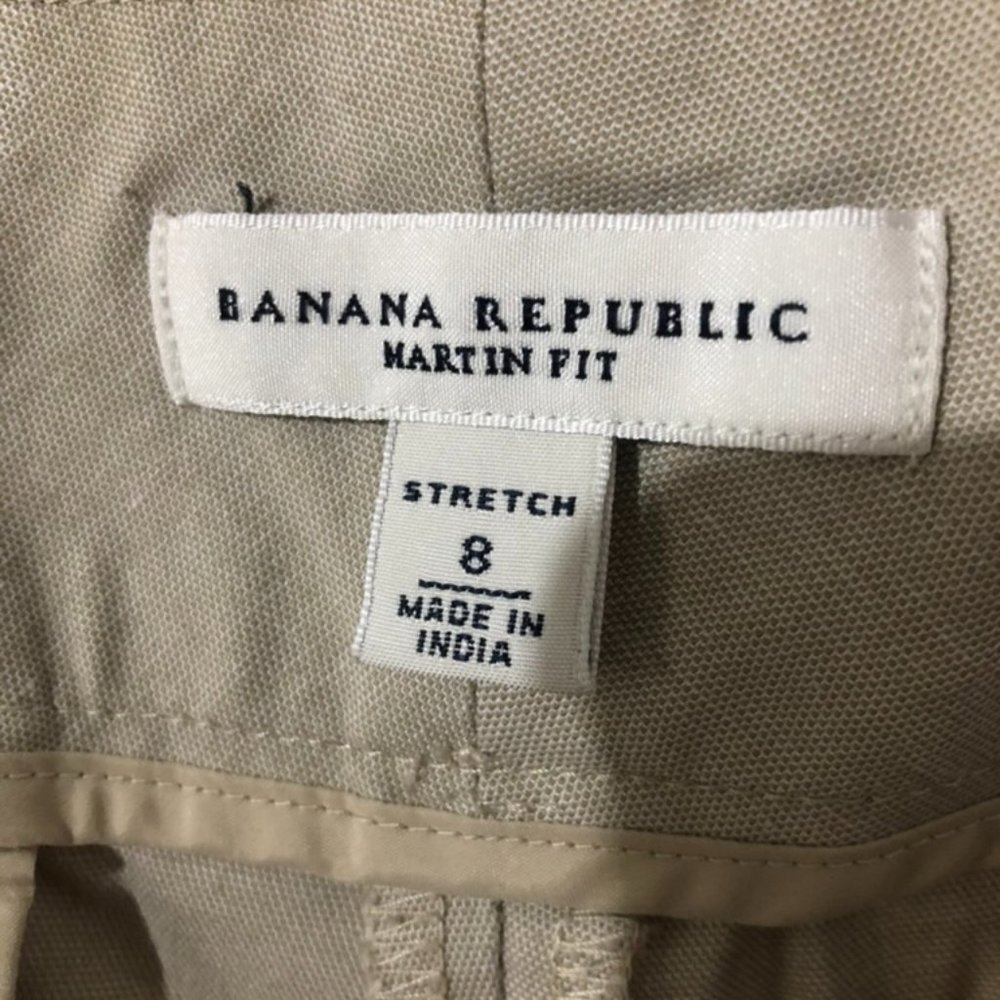 BANANA REPUBLIC
MARTIN FIT
STRETCH
8
MADE IN
INDIA